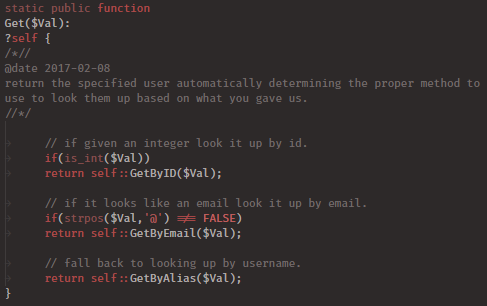 static public function
Get($Val):
?self {
/*//
@date 2017-02-08
return the specified user automatically determining the proper method to
use to look them up based on what you gave us.
//*/
// if given an integer look it up by id.
if(is_int($Val))
return self::GetByID($Val);
// if it looks like an email look it up by email.
if(strpos($Val,'@') !== FALSE)
return self::GetByEmail($Val);
// fall back to looking up by username.
return self::GetByAlias($Val);
}